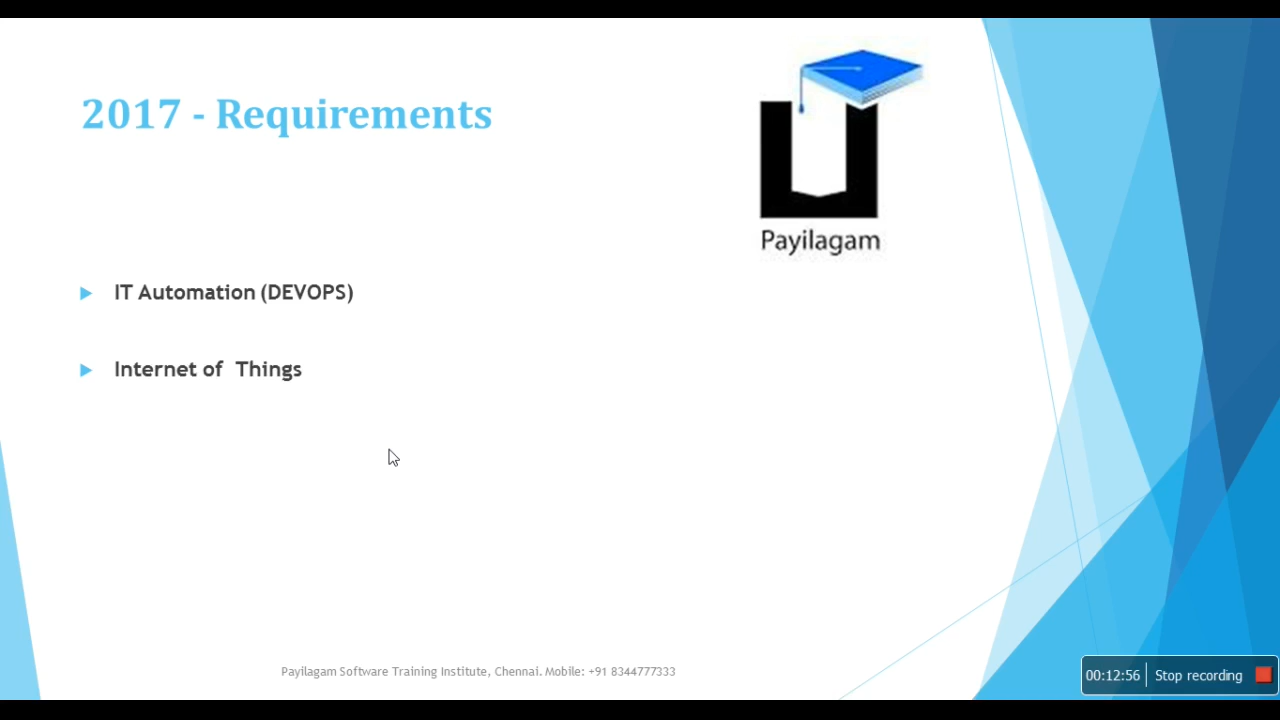 2017 - Requirements
Payilagam
IT Automation (DEVOPS)
Internet of Things
Payilagam Software Training Institute, Chennai. Mobile: +91 8344777333
00:12:56 Stop recording